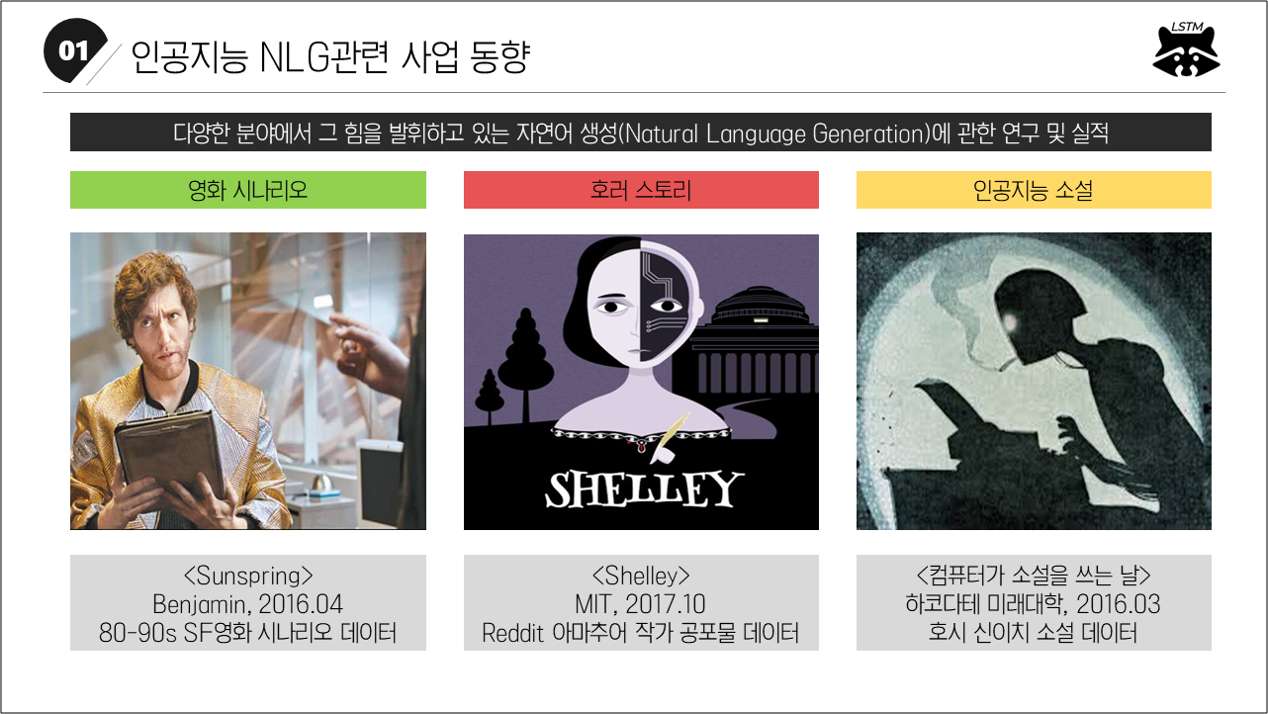 01
인공지능 NLG관련 사업 동향
LSTM
다양한 분야에서 그 힘을 발휘하고 있는 자연어 생성(Natural Language Generation)에 관한 연구 및 실적
영화 시나리오
호러 스토리
인공지능 소설
SHELLEY
<Sunspring>
Benjamin, 2016.04
80-90s SF영화 시나리오 데이터
<Shelley>
MIT, 2017.10
Reddit 아마추어 작가 공포물 데이터
<컴퓨터가 소설을 쓰는 날>
하코다테 미래대학, 2016.03
호시 신이치 소설 데이터